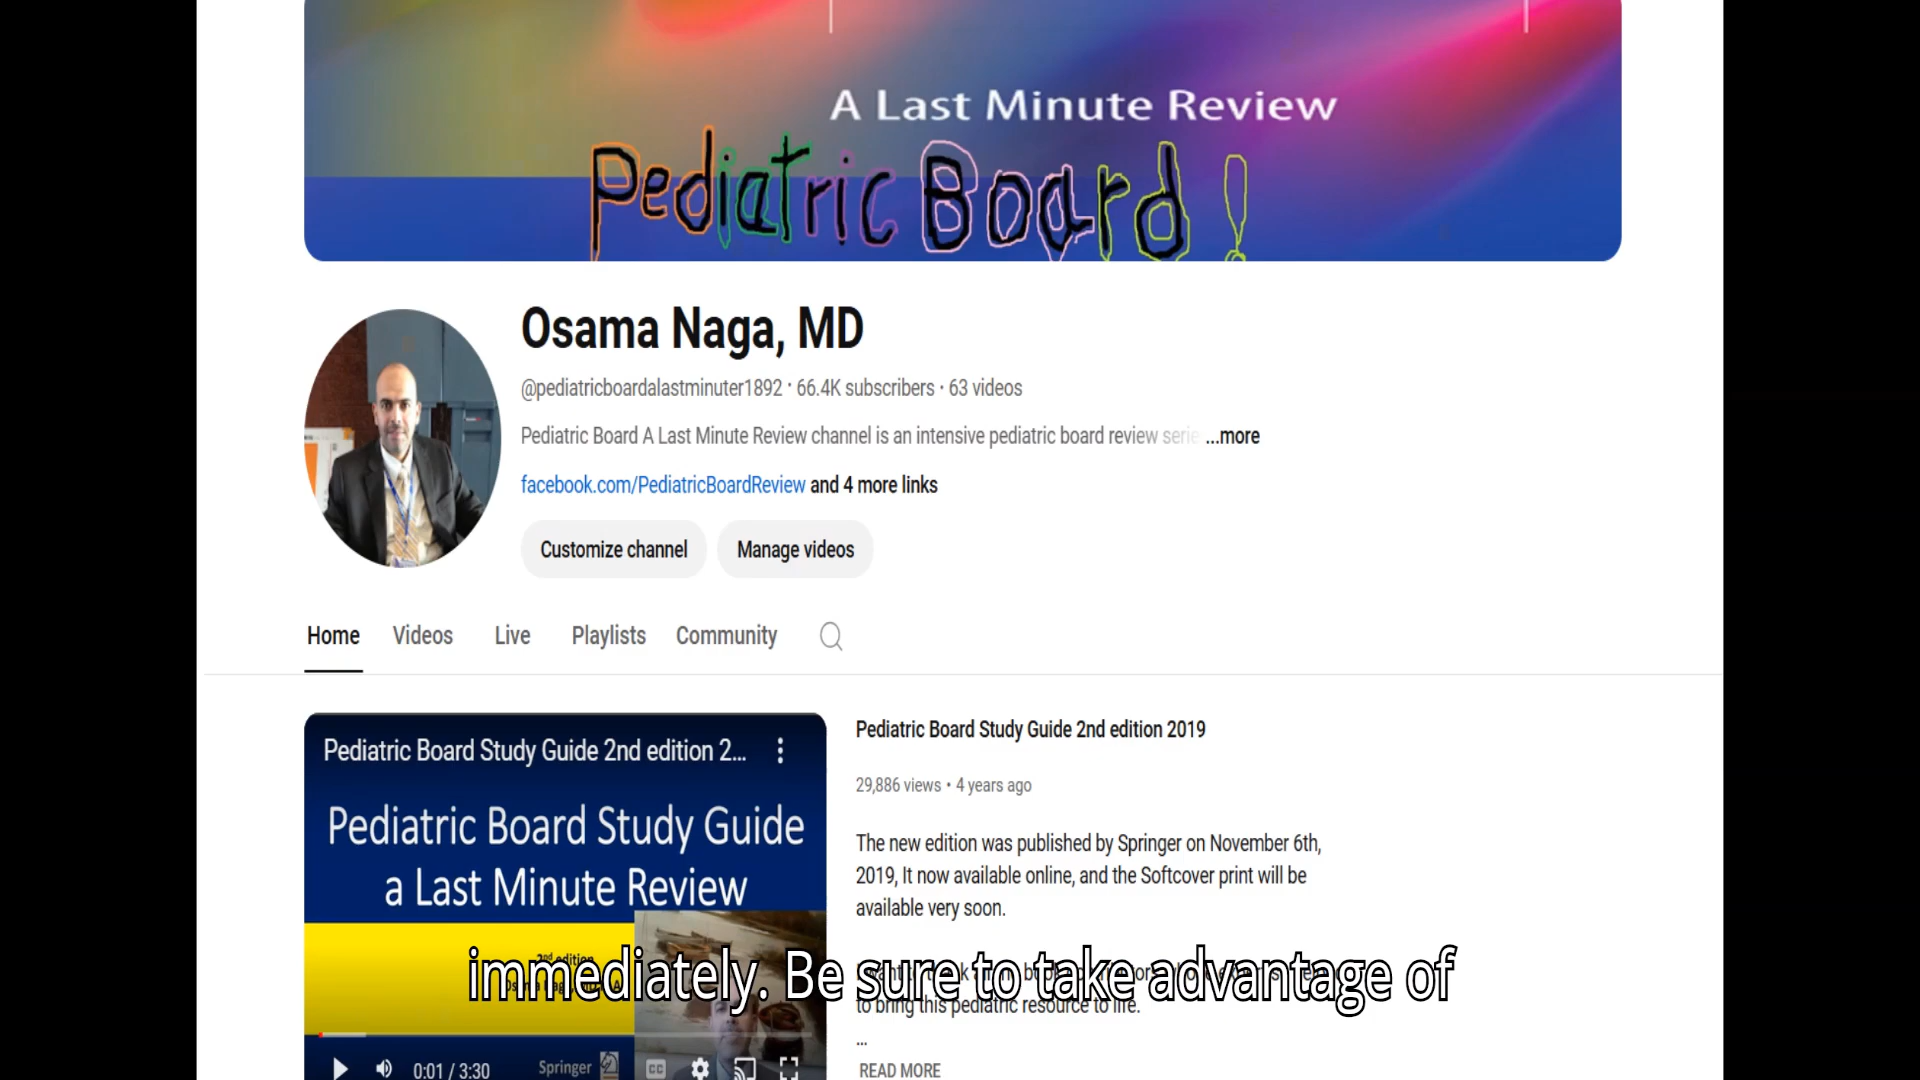 A Last Minute Review
Pediatric Board !
Osama Naga, MD
@pediatricboardalastminuter1892 · 66.4K subscribers · 63 videos
Pediatric Board A Last Minute Review channel is an intensive pediatric board review serie ...more
facebook.com/PediatricBoardReview and 4 more links
Customize channel Manage videos
Home Videos Live Playlists Community
Pediatric Board Study Guide 2nd edition 2...
Pediatric Board Study Guide
a Last Minute Review
2nd edition
Pediatric Board Study Guide 2nd edition 2019
29,886 views • 4 years ago
The new edition was published by Springer on November 6th,
2019, It now available online, and the Softcover print will be
available very soon.
to bring this pediatric resource to life.
...
READ MORE
immediately. Be sure to take advantage of
0:01 / 3:30 Springer CC